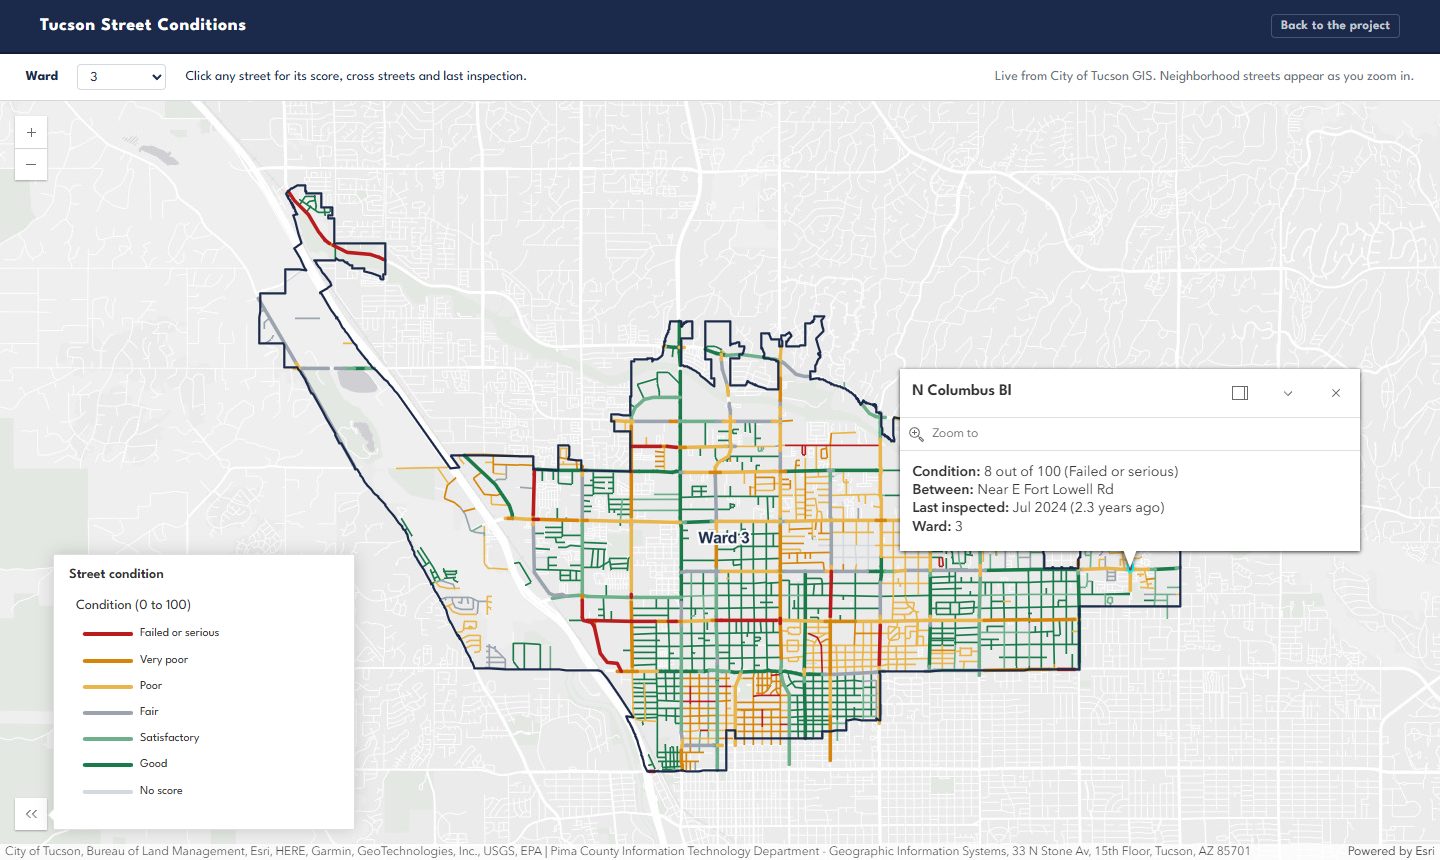 Tucson Street Conditions
Back to the project
Ward
3
Click any street for its score, cross streets and last inspection.
Live from City of Tucson GIS. Neighborhood streets appear as you zoom in.
N Columbus Bl
Zoom to
Condition: 8 out of 100 (Failed or serious)
Between: Near E Fort Lowell Rd
Last inspected: Jul 2024 (2.3 years ago)
Ward: 3
Ward 3
Street condition
Condition (0 to 100)
Failed or serious
Very poor
Poor
Fair
Satisfactory
Good
No score
City of Tucson, Bureau of Land Management, Esri, HERE, Garmin, GeoTechnologies, Inc., USGS, EPA | Pima County Information Technology Department - Geographic Information Systems, 33 N Stone Av, 15th Floor, Tucson, AZ 85701
Powered by Esri